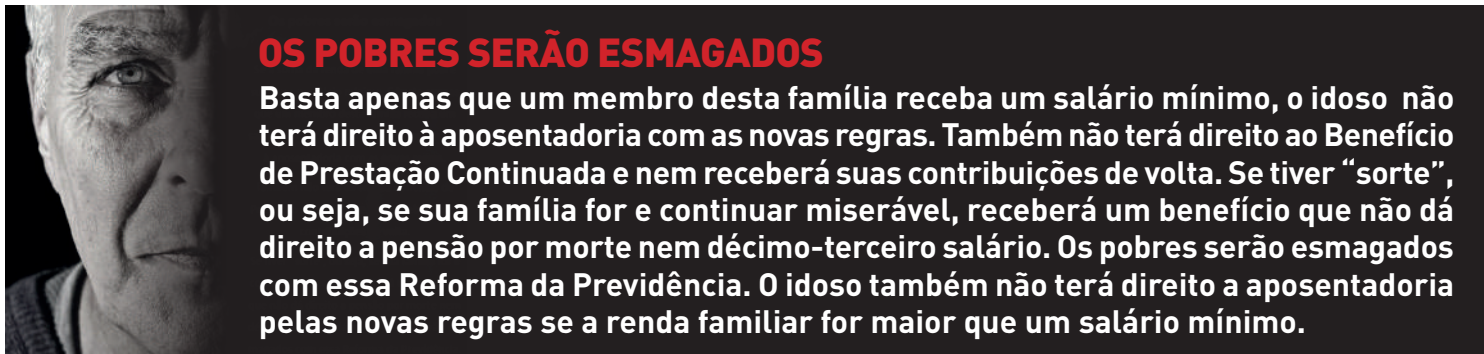 OS POBRES SERÃO ESMAGADOS
Basta apenas que um membro desta família receba um salário mínimo, o idoso não
terá direito à aposentadoria com as novas regras. Também não terá direito ao Benefício
de Prestação Continuada e nem receberá suas contribuições de volta. Se tiver “sorte”,
ou seja, se sua família for e continuar miserável, receberá um benefício que não dá
direito a pensão por morte nem décimo-terceiro salário. Os pobres serão esmagados
com essa Reforma da Previdência. O idoso também não terá direito a aposentadoria
pelas novas regras se a renda familiar for maior que um salário mínimo.